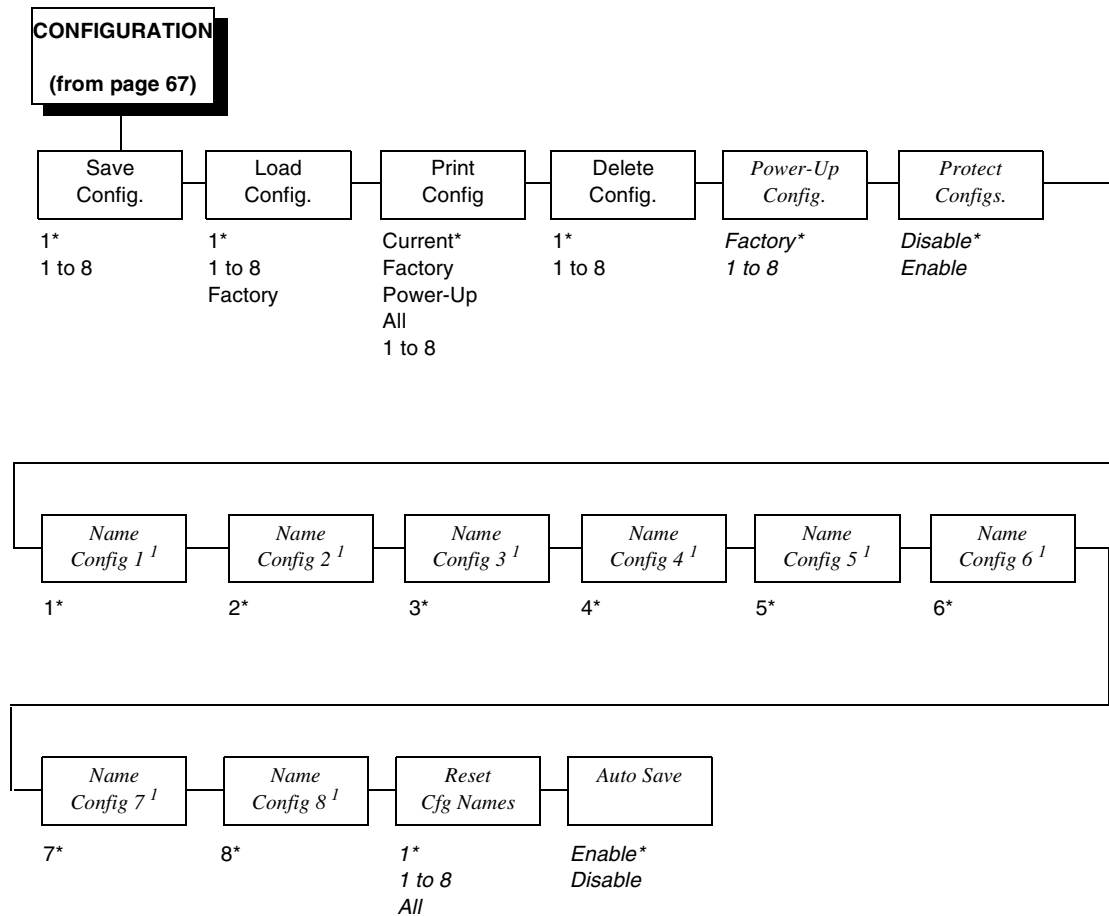 CONFIGURATION
(from page 67)
Save
Config.
Load
Config.
Print
Config
Delete
Config.
Power-Up
Config.
Protect
Configs.
1*
1 to 8
1*
1 to 8
Factory
Current*
Factory
Power-Up
All
1 to 8
1*
1 to 8
Factory*
1 to 8
Disable*
Enable
Name
Config 1 1
Name
Config 2 1
Name
Config 3 1
Name
Config 4 1
Name
Config 5 1
Name
Config 6 1
1*
2*
3*
4*
5*
6*
Name
Config 7 1
Name
Config 8 1
Reset
Cfg Names
Auto Save
7*
8*
1*
1 to 8
All
Enable*
Disable